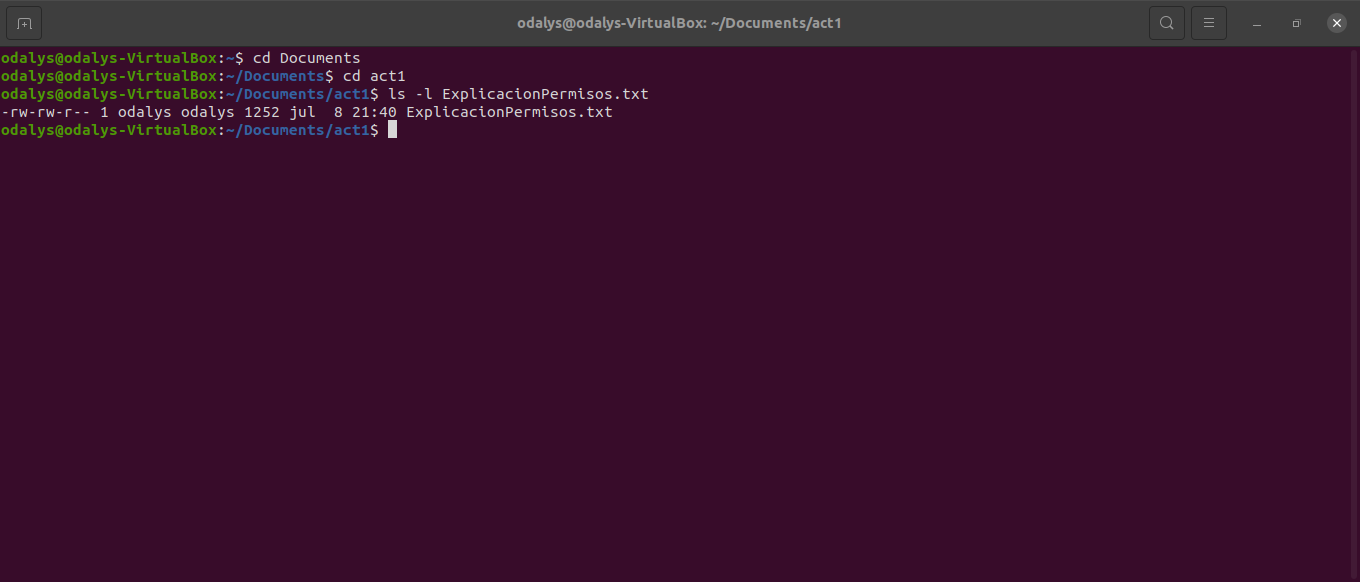 odalys@odalys-VirtualBox: ~/Documents/act1
odalys@odalys-VirtualBox:~$ cd Documents
odalys@odalys-VirtualBox:~/Documents$ cd act1
odalys@odalys-VirtualBox:~/Documents/act1$ ls -l ExplicacionPermisos.txt
-rw-rw-r-- 1 odalys odalys 1252 jul  8 21:40 ExplicacionPermisos.txt
odalys@odalys-VirtualBox:~/Documents/act1$